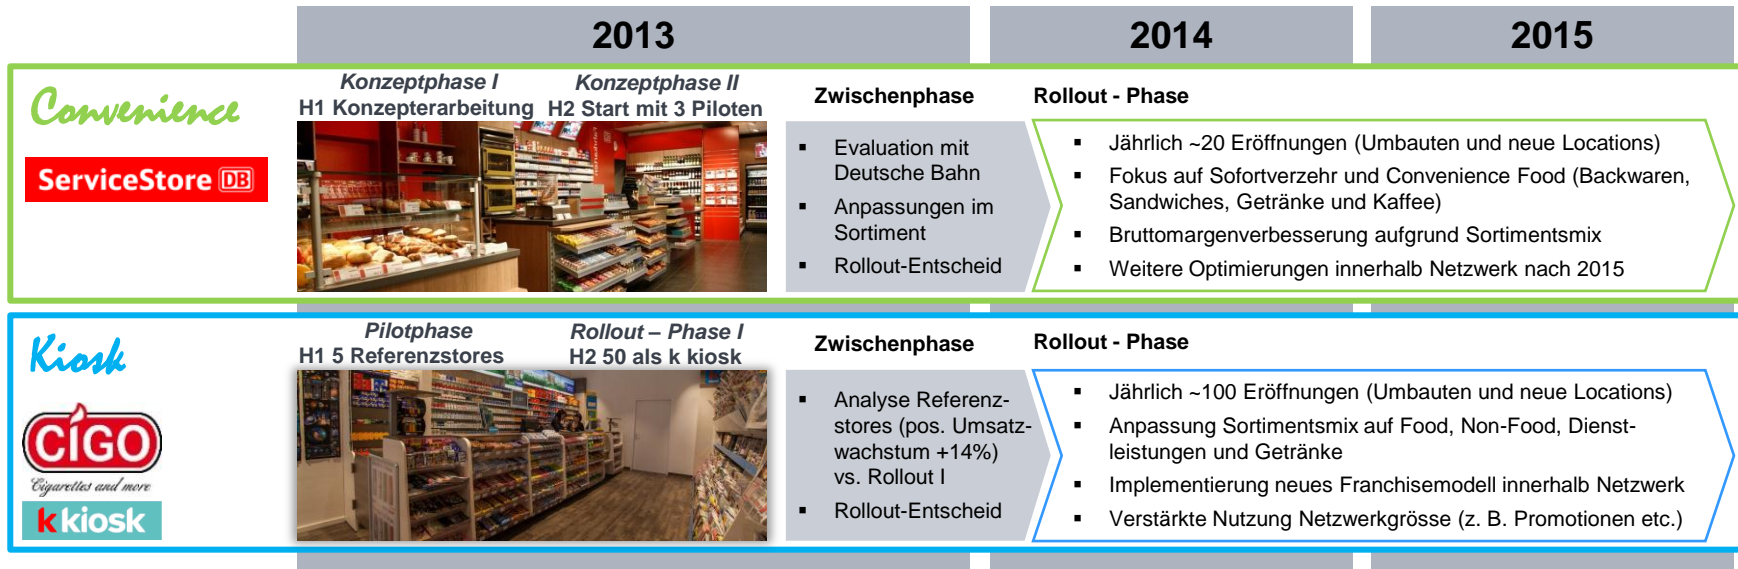 2013
2014
2015
Convenience
ServiceStore DB
Konzeptphase I
H1 Konzepterarbeitung
Konzeptphase II
H2 Start mit 3 Piloten
Zwischenphase
▪ Evaluation mit
Deutsche Bahn
▪ Anpassungen im
Sortiment
▪ Rollout-Entscheid
Rollout - Phase
▪ Jährlich ~20 Eröffnungen (Umbauten und neue Locations)
▪ Fokus auf Sofortverzehr und Convenience Food (Backwaren,
Sandwiches, Getränke und Kaffee)
▪ Bruttomargenverbesserung aufgrund Sortimentsmix
▪ Weitere Optimierungen innerhalb Netzwerk nach 2015
Kiosk
CIGO
Cigarettes and more
k kiosk
Pilotphase
H1 5 Referenzstores
Rollout – Phase I
H2 50 als k kiosk
Zwischenphase
▪ Analyse Referenz-
stores (pos. Umsatz-
wachstum +14%)
vs. Rollout I
▪ Rollout-Entscheid
Rollout - Phase
▪ Jährlich ~100 Eröffnungen (Umbauten und neue Locations)
▪ Anpassung Sortimentsmix auf Food, Non-Food, Dienst-
leistungen und Getränke
▪ Implementierung neues Franchisemodell innerhalb Netzwerk
▪ Verstärkte Nutzung Netzwerkgrösse (z. B. Promotionen etc.)